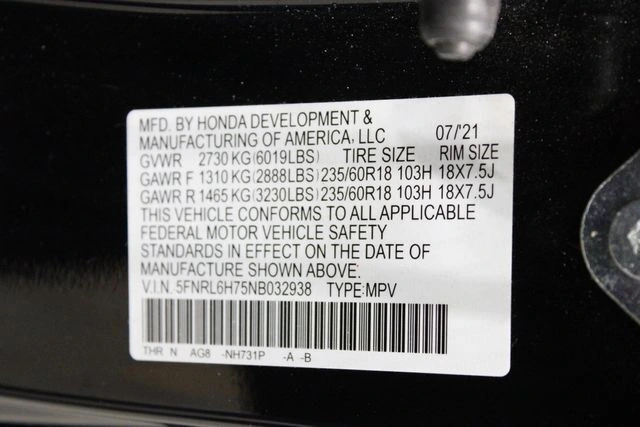 MFD. BY HONDA DEVELOPMENT &
MANUFACTURING OF AMERICA, LLC 07/'21
GVWR 2730 KG(6019LBS) TIRE SIZE RIM SIZE
GAWR F 1310 KG(2888LBS) 235/60R18 103H 18X7.5J
GAWR R 1465 KG(3230LBS) 235/60R18 103H 18X7.5J
THIS VEHICLE CONFORMS TO ALL APPLICABLE
FEDERAL MOTOR VEHICLE SAFETY
STANDARDS IN EFFECT ON THE DATE OF
MANUFACTURE SHOWN ABOVE.
V.I.N. 5FNRL6H75NB032938 TYPE:MPV
THR N AG8 -NH731P -A -B